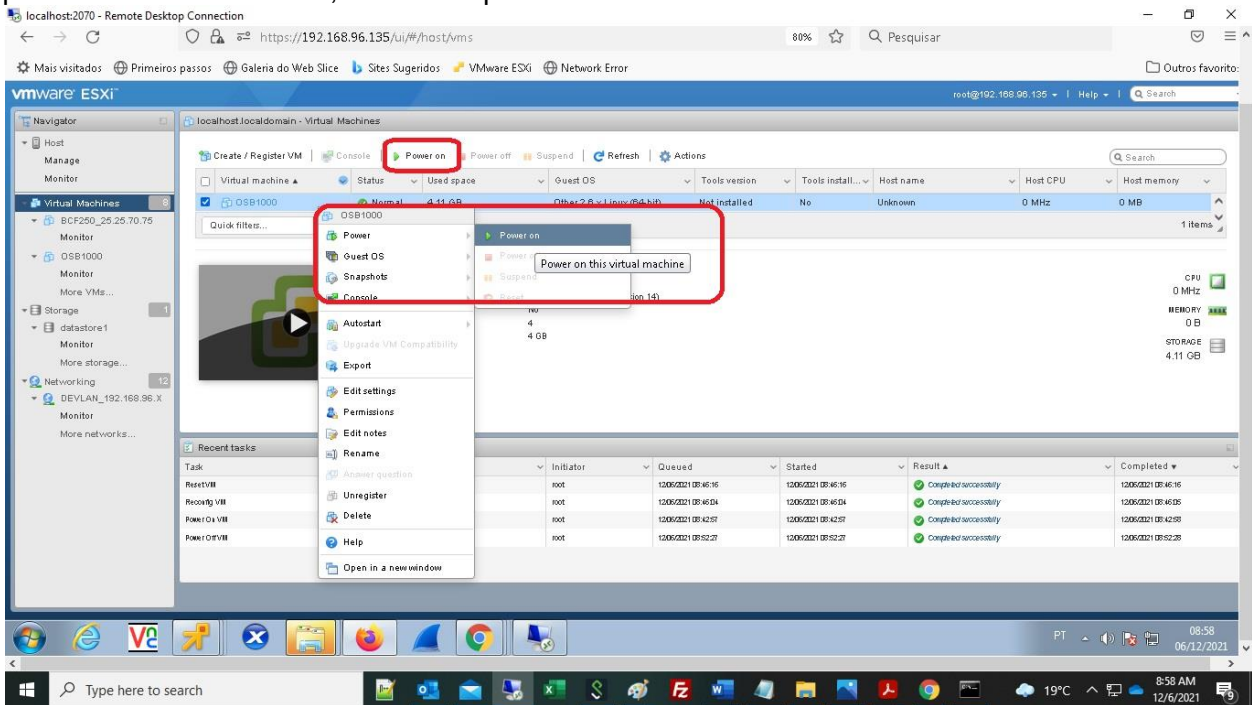 localhost:2070 - Remote Desktop Connection
https://192.168.96.135/ui/#/host/vms
80%
Pesquisar
Mais visitados Primeiros passos Galeria do Web Slice Sites Sugeridos VMware ESXi Network Error Outros favorito:
vmware ESXi
root@192.168.96.135 | Help | Search
Navigator
localhost.localdomain - Virtual Machines
Host
Manage
Monitor
Create / Register VM | Console | Power on Power off Suspend | Refresh | Actions
Search
Virtual machine Status Used space Guest OS Tools version Tools install... Host name Host CPU Host memory
Virtual Machines 8
OSB1000 Normal 4.11 GB Other 2.6.x Linux (64-bit) Not installed No Unknown 0 MHz 0 MB
BCF250_25.25.70.75
Monitor
OSB1000
Monitor
More VMs...
Storage 1
datastore1
Monitor
More storage...
Networking 12
DEVLAN_192.168.96.X
Monitor
More networks...
Quick filters...
1 items
OSB1000
Power
Guest OS
Snapshots
Console
Autostart
Upgrade VM Compatibility
Export
Edit settings
Permissions
Edit notes
Rename
Answer question
Unregister
Delete
Help
Open in a new window
Power on
Power on this virtual machine
Suspend
Reset
ion 14)
No
4
4 GB
CPU
0 MHz
MEMORY
0 B
STORAGE
4.11 GB
Recent tasks
Task Initiator Queued Started Result Completed
Reset VM root 12/06/2021 08:46:16 12/06/2021 08:46:16 Completed successfully 12/06/2021 08:46:16
Reconfig VM root 12/06/2021 08:46:04 12/06/2021 08:46:04 Completed successfully 12/06/2021 08:46:05
Power On VM root 12/06/2021 08:42:57 12/06/2021 08:42:57 Completed successfully 12/06/2021 08:42:58
Power Off VM root 12/06/2021 08:52:27 12/06/2021 08:52:27 Completed successfully 12/06/2021 08:52:28
PT
08:58
06/12/2021
Type here to search
19°C
8:58 AM
12/6/2021
9